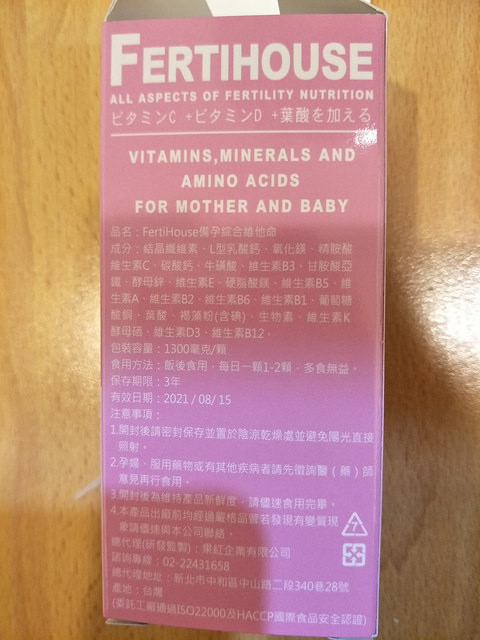 FERTIHOUSE
ALL ASPECTS OF FERTILITY NUTRITION
ビタミンC +ビタミンD +葉酸を加える
VITAMINS,MINERALS AND
AMINO ACIDS
FOR MOTHER AND BABY
品名：FertiHouse備孕綜合維他命
成分：結晶纖維素、L型乳酸鈣、氧化鎂、精胺酸
維生素C、碳酸鈣、牛磺酸、維生素B3、甘胺酸亞
鐵、酵母鋅、維生素E、硬脂酸鎂、維生素B5、維
生素A、維生素B2、維生素B6、維生素B1、葡萄糖
酸銅、葉酸、褐藻粉(含碘)、生物素、維生素K
酵母硒、維生素D3、維生素B12。
包裝容量：1300毫克/顆
食用方法：飯後食用，每日一顆1-2顆，多食無益。
保存期限：3年
有效日期：2021/08/15
注意事項：
1.開封後請密封保存並置於陰涼乾燥處並避免陽光直接
照射。
2.孕婦、服用藥物或有其他疾病者請先徵詢醫（藥）師
意見再行食用。
3.開封後為維持產品新鮮度，請儘速食用完畢。
4.本產品出廠前均經過嚴格品管若發現有變質現
象請儘速與本公司聯絡。
總代理(研發監製)：果紅企業有限公司
諮詢專線：02-22431658
總代理地址：新北市中和區中山路二段340巷28號
產地：台灣
(委託工廠通過ISO22000及HACCP國際食品安全認證)
7